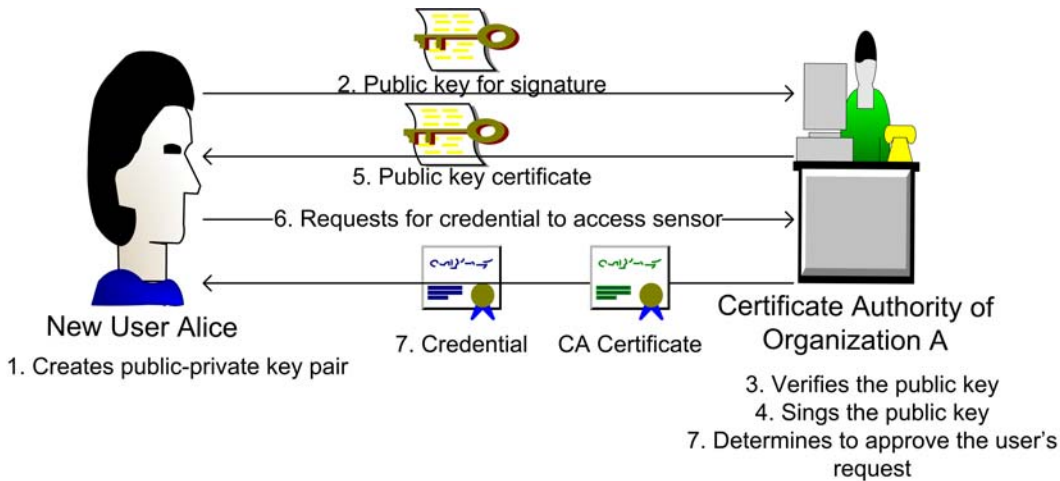 2. Public key for signature
5. Public key certificate
6. Requests for credential to access sensor
7. Credential
CA Certificate
New User Alice
1. Creates public-private key pair
Certificate Authority of
Organization A
3. Verifies the public key
4. Sings the public key
7. Determines to approve the user's
request